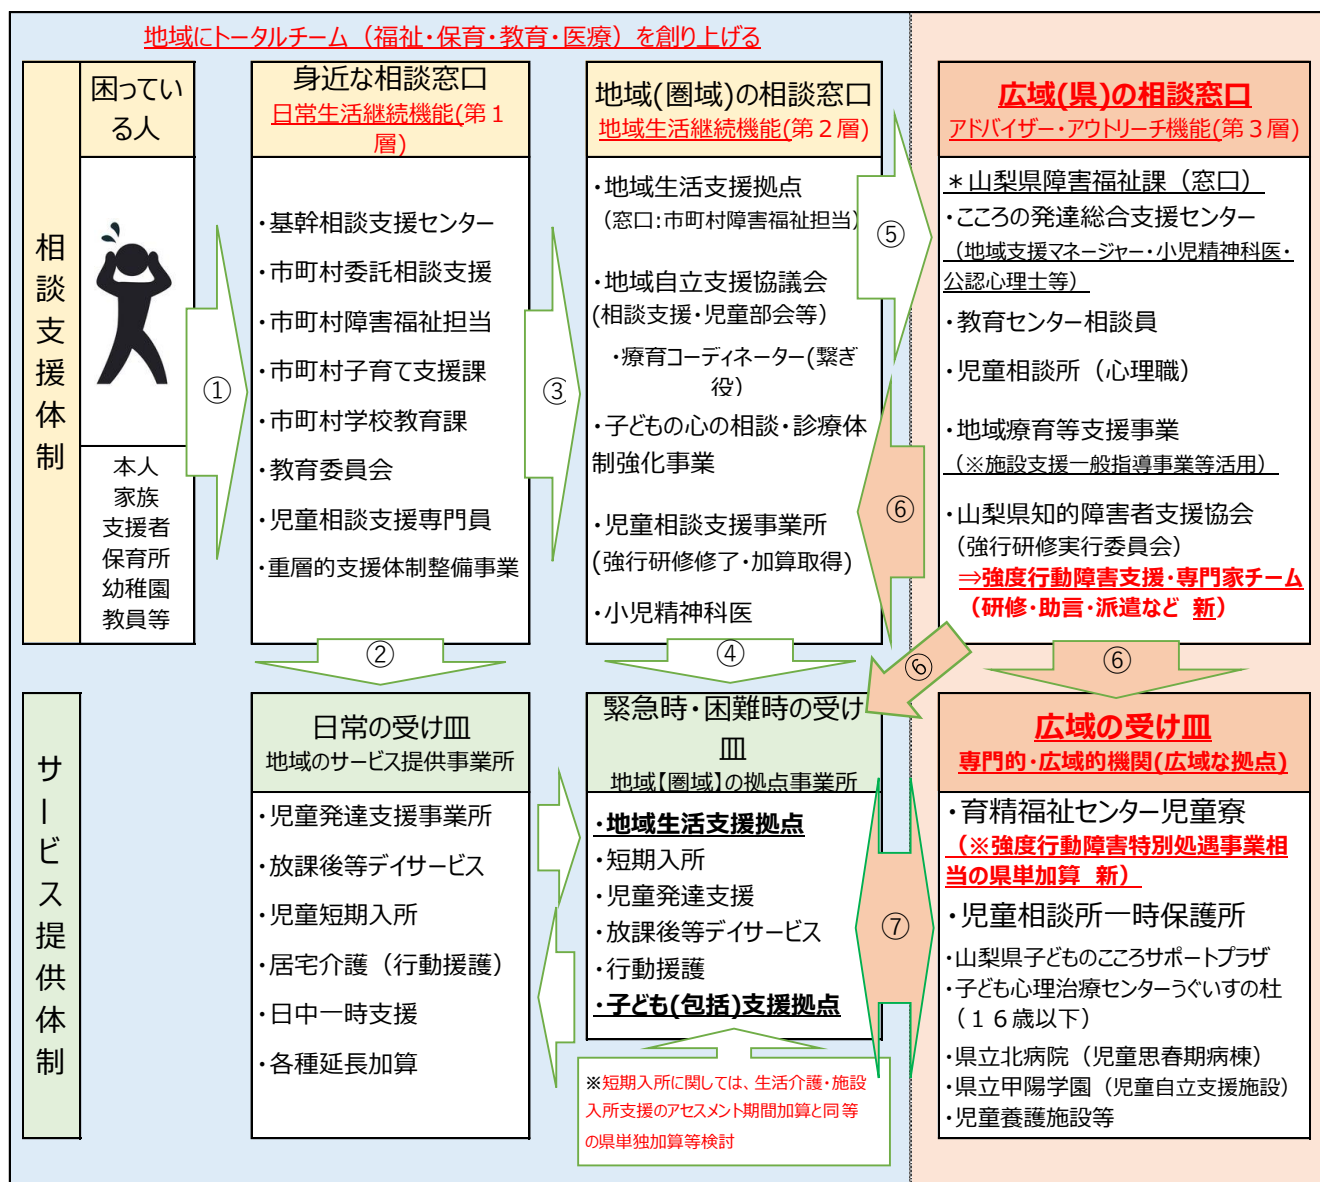 地域にトータルチーム（福祉・保育・教育・医療）を創り上げる
相談支援体制
困ってい
る人
本人
家族
支援者
保育所
幼稚園
教員等
①
身近な相談窓口
日常生活継続機能(第１
層)
・基幹相談支援センター
・市町村委託相談支援
・市町村障害福祉担当
・市町村子育て支援課
・市町村学校教育課
・教育委員会
・児童相談支援専門員
・重層的支援体制整備事業
②
③
地域(圏域)の相談窓口
地域生活継続機能(第２層)
・地域生活支援拠点
（窓口:市町村障害福祉担当）
・地域自立支援協議会
(相談支援・児童部会等）
・療育コーディネーター(繋ぎ
役）
・子どもの心の相談・診療体
制強化事業
・児童相談支援事業所
(強行研修修了・加算取得)
・小児精神科医
④
⑤
⑥
広域(県)の相談窓口
アドバイザー・アウトリーチ機能(第３層)
＊山梨県障害福祉課（窓口）
・こころの発達総合支援センター
（地域支援マネージャー・小児精神科医・
公認心理士等）
・教育センター相談員
・児童相談所（心理職）
・地域療育等支援事業
（※施設支援一般指導事業等活用）
・山梨県知的障害者支援協会
（強行研修実行委員会）
⇒強度行動障害支援・専門家チーム
（研修・助言・派遣など 新）
⑥
⑥
サービス提供体制
日常の受け皿
地域のサービス提供事業所
・児童発達支援事業所
・放課後等デイサービス
・児童短期入所
・居宅介護（行動援護）
・日中一時支援
・各種延長加算
緊急時・困難時の受け
皿
地域【圏域】の拠点事業所
・地域生活支援拠点
・短期入所
・児童発達支援
・放課後等デイサービス
・行動援護
・子ども(包括)支援拠点
※短期入所に関しては、生活介護・施設
入所支援のアセスメント期間加算と同等
の県単独加算等検討
⑦
広域の受け皿
専門的・広域的機関(広域な拠点)
・育精福祉センター児童寮
（※強度行動障害特別処遇事業相
当の県単加算 新）
・児童相談所一時保護所
・山梨県子どものこころサポートプラザ
・子ども心理治療センターうぐいすの杜
（１６歳以下）
・県立北病院（児童思春期病棟）
・県立甲陽学園（児童自立支援施設）
・児童養護施設等